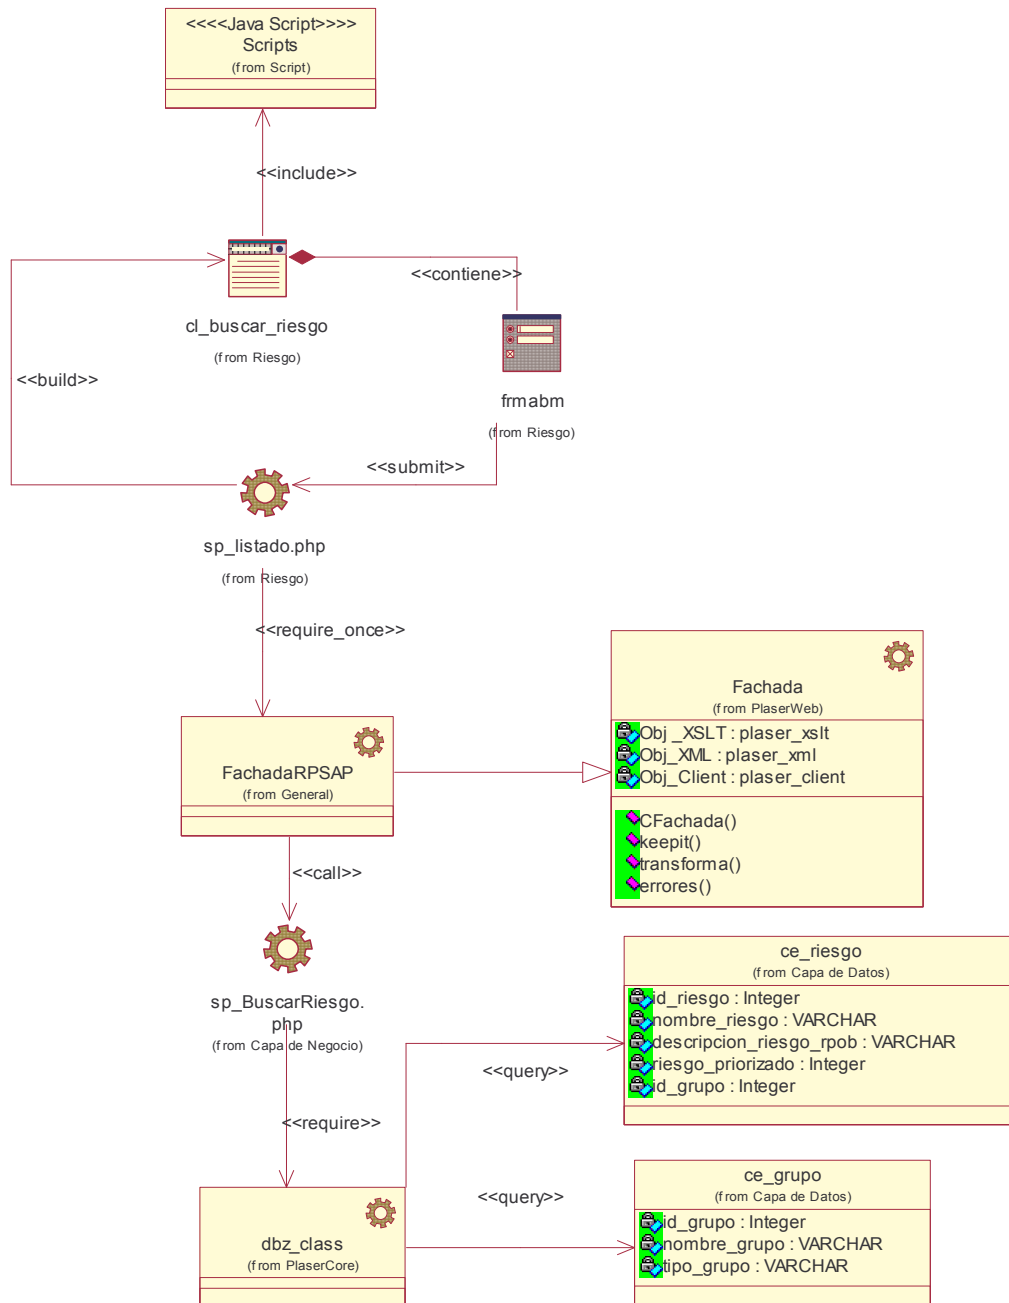 <<<<Java Script>>>>
Scripts
(from Script)
<<include>>
<<contiene>>
cl_buscar_riesgo
(from Riesgo)
<<build>>
frmabm
(from Riesgo)
<<submit>>
sp_listado.php
(from Riesgo)
<<require_once>>
Fachada
(from PlaserWeb)
Obj_XSLT : plaser_xslt
Obj_XML : plaser_xml
Obj_Client : plaser_client
CFachada()
keepit()
transforma()
errores()
FachadaRPSAP
(from General)
<<call>>
sp_BuscarRiesgo.
php
(from Capa de Negocio)
ce_riesgo
(from Capa de Datos)
id_riesgo : Integer
nombre_riesgo : VARCHAR
descripcion_riesgo_rpob : VARCHAR
riesgo_priorizado : Integer
id_grupo : Integer
<<query>>
<<require>>
<<query>>
ce_grupo
(from Capa de Datos)
id_grupo : Integer
nombre_grupo : VARCHAR
tipo_grupo : VARCHAR
dbz_class
(from PlaserCore)